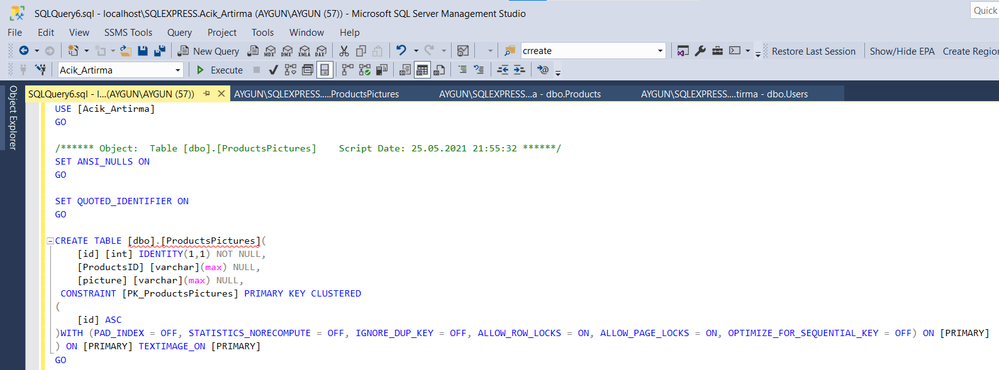 SQLQuery6.sql - localhost\SQLEXPRESS.Acik_Artirma (AYGUN\AYGUN (57)) - Microsoft SQL Server Management Studio
Quick
File Edit View SSMS Tools Query Project Tools Window Help
New Query MDX DMX XMLA DAX crreate Restore Last Session Show/Hide EPA Create Region
Acik_Artirma Execute
Object Explorer
SQLQuery6.sql - l...(AYGUN\AYGUN (57)) AYGUN\SQLEXPRESS.....ProductsPictures AYGUN\SQLEXPRESS...a - dbo.Products AYGUN\SQLEXPRESS....tirma - dbo.Users
USE [Acik_Artirma]
GO
/****** Object:  Table [dbo].[ProductsPictures]    Script Date: 25.05.2021 21:55:32 ******/
SET ANSI_NULLS ON
GO
SET QUOTED_IDENTIFIER ON
GO
CREATE TABLE [dbo].[ProductsPictures](
[id] [int] IDENTITY(1,1) NOT NULL,
[ProductsID] [varchar](max) NULL,
[picture] [varchar](max) NULL,
CONSTRAINT [PK_ProductsPictures] PRIMARY KEY CLUSTERED
(
[id] ASC
)WITH (PAD_INDEX = OFF, STATISTICS_NORECOMPUTE = OFF, IGNORE_DUP_KEY = OFF, ALLOW_ROW_LOCKS = ON, ALLOW_PAGE_LOCKS = ON, OPTIMIZE_FOR_SEQUENTIAL_KEY = OFF) ON [PRIMARY]
) ON [PRIMARY] TEXTIMAGE_ON [PRIMARY]
GO